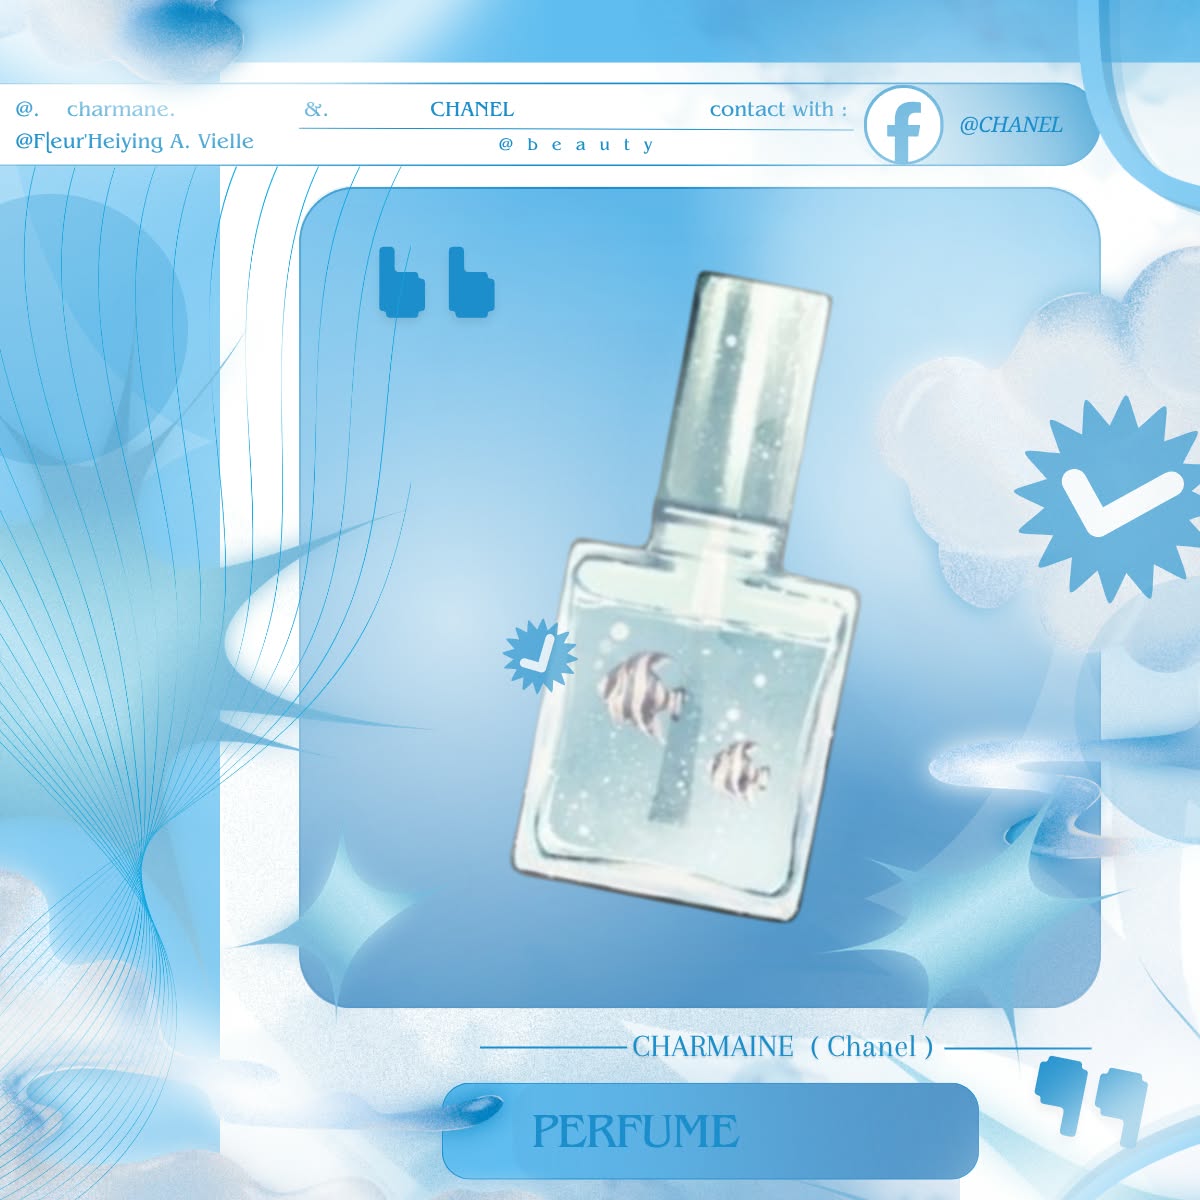 @. charmane. &. CHANEL contact with :
@CHANEL
@Fleur'Heiying A. Vielle
@ b e a u t y
CHARMAINE ( Chanel )
PERFUME